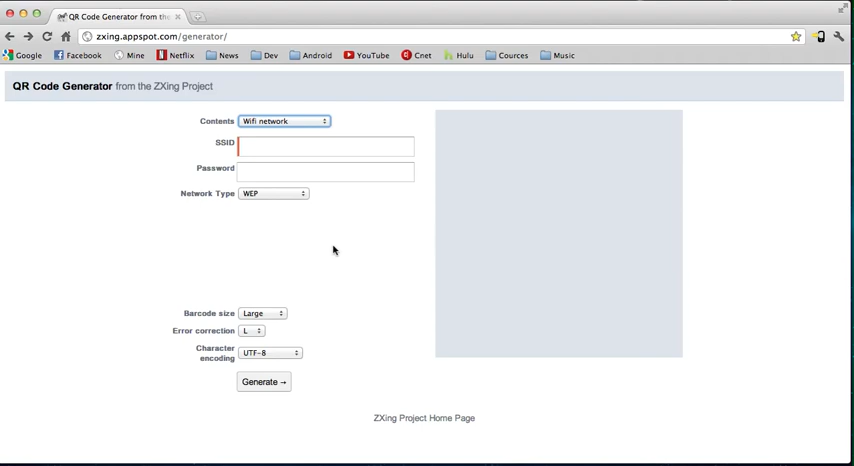 QR Code Generator from the
zxing.appspot.com/generator/
Google Facebook Mine Netflix News Dev Android YouTube Cnet Hulu Cources Music
QR Code Generator from the ZXing Project
Contents Wifi network
SSID
Password
Network Type WEP
Barcode size Large
Error correction L
Character
encoding UTF-8
Generate →
ZXing Project Home Page